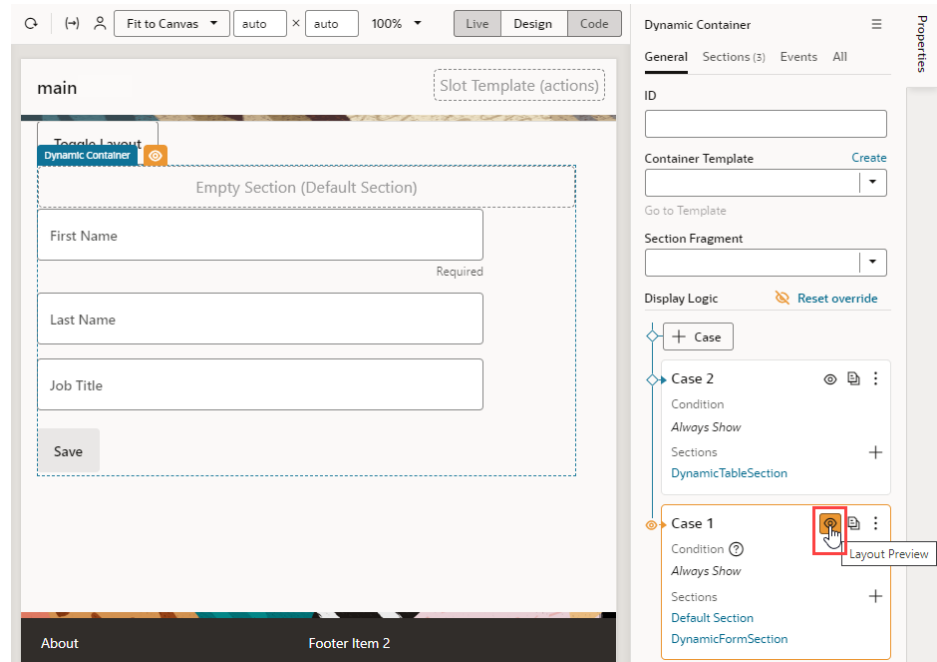 Fit to Canvas
auto
×
auto
100%
Live
Design
Code
main
Slot Template (actions)
Toggle Layout
Dynamic Container
Empty Section (Default Section)
First Name
Required
Last Name
Job Title
Save
About
Footer Item 2
Dynamic Container
General
Sections (3)
Events
All
ID
Container Template
Create
Go to Template
Section Fragment
Display Logic
Reset override
+ Case
Case 2
Condition
Always Show
Sections
DynamicTableSection
Case 1
Condition ?
Layout Preview
Always Show
Sections
Default Section
DynamicFormSection
Properties